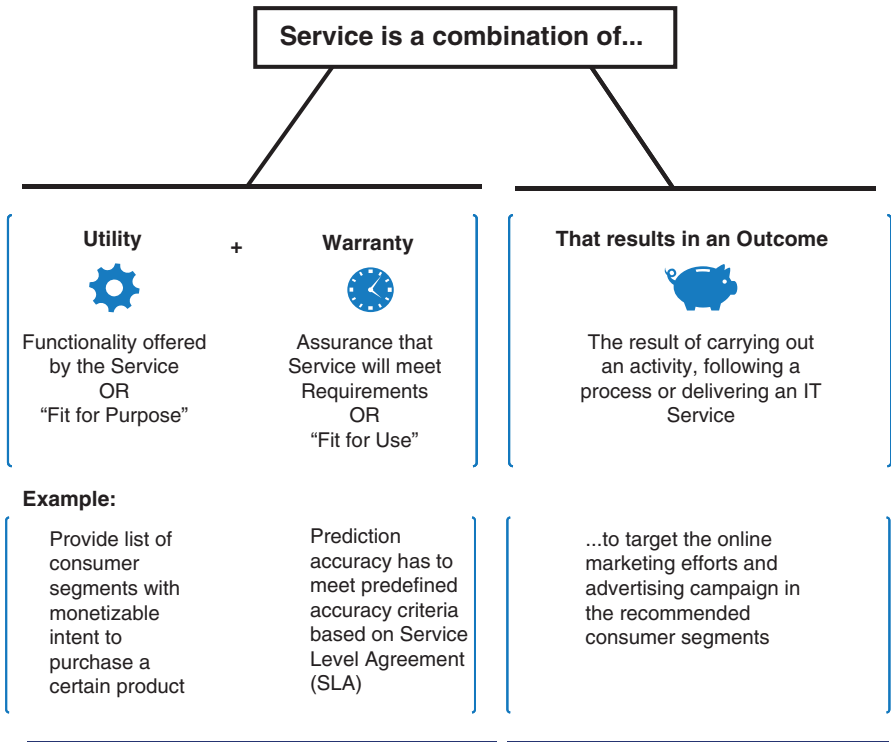 Service is a combination of...
Utility
+
Warranty
Functionality offered
by the Service
OR
“Fit for Purpose”
Assurance that
Service will meet
Requirements
OR
“Fit for Use”
That results in an Outcome
The result of carrying out
an activity, following a
process or delivering an IT
Service
Example:
Provide list of
consumer
segments with
monetizable
intent to
purchase a
certain product
Prediction
accuracy has to
meet predefined
accuracy criteria
based on Service
Level Agreement
(SLA)
...to target the online
marketing efforts and
advertising campaign in
the recommended
consumer segments